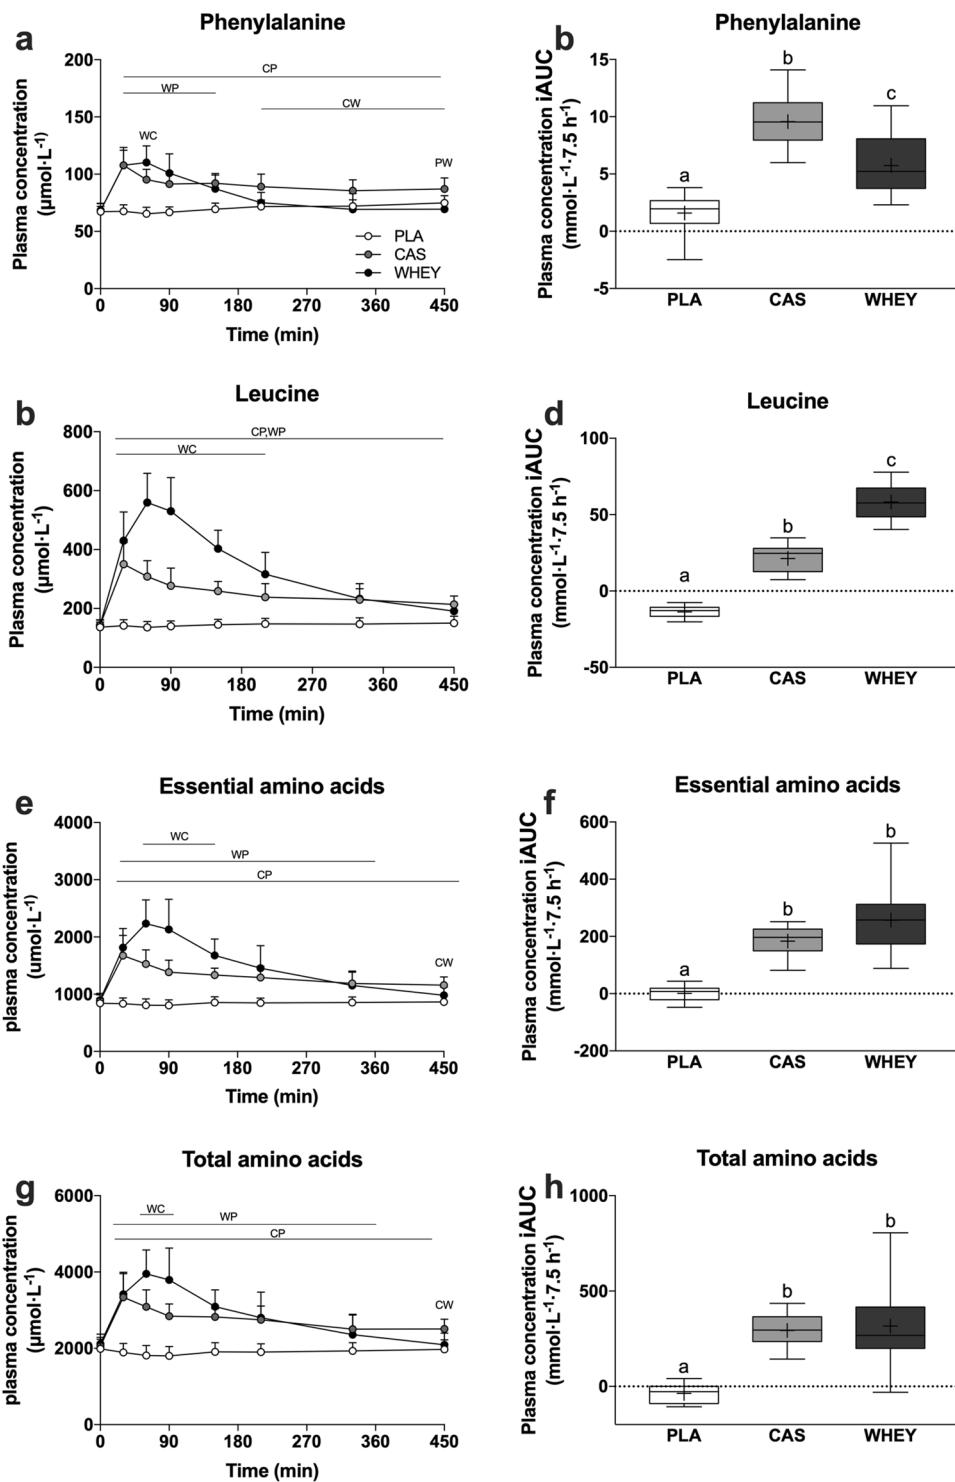 a
Phenylalanine
Plasma concentration
(µmol·L⁻¹)
200
150
100
50
0
CP
WP
CW
WC
PW
PLA
CAS
WHEY
0 90 180 270 360 450
Time (min)
b
Phenylalanine
Plasma concentration iAUC
(mmol·L⁻¹·7.5 h⁻¹)
15
10
5
0
-5
a
b
c
PLA CAS WHEY
b
Leucine
Plasma concentration
(µmol·L⁻¹)
800
600
400
200
0
CP,WP
WC
0 90 180 270 360 450
Time (min)
d
Leucine
Plasma concentration iAUC
(mmol·L⁻¹·7.5 h⁻¹)
100
50
0
-50
a
b
c
PLA CAS WHEY
e
Essential amino acids
plasma concentration
(umol·L⁻¹)
4000
3000
2000
1000
0
WC
WP
CP
CW
0 90 180 270 360 450
Time (min)
f
Essential amino acids
Plasma concentration iAUC
(mmol·L⁻¹·7.5 h⁻¹)
600
400
200
0
-200
a
b
b
PLA CAS WHEY
g
Total amino acids
plasma concentration
(µmol·L⁻¹)
6000
4000
2000
0
WC
WP
CP
CW
0 90 180 270 360 450
Time (min)
h
Total amino acids
Plasma concentration iAUC
(mmol·L⁻¹·7.5 h⁻¹)
1000
500
0
a
b
b
PLA CAS WHEY